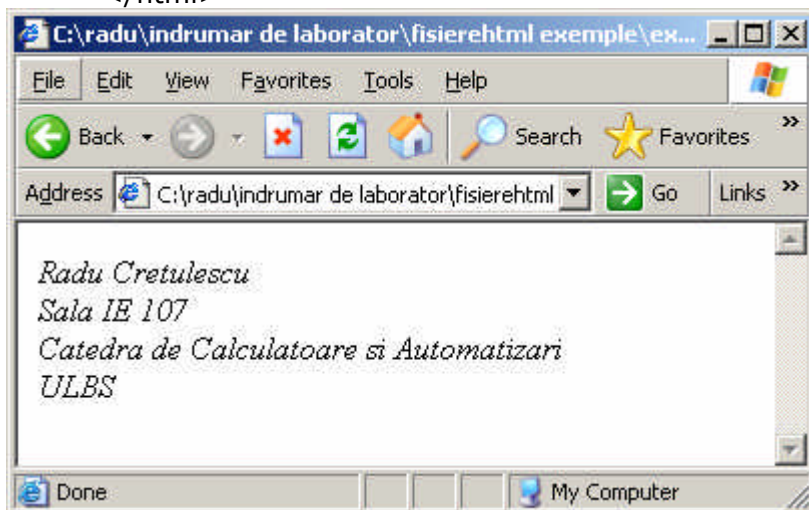 </html>
C:\radu\indrumar de laborator\fisierehtml exemple\ex...
File Edit View Favorites Tools Help
Back Search Favorites »
Address C:\radu\indrumar de laborator\fisierehtml Go Links »
Radu Cretulescu
Sala IE 107
Catedra de Calculatoare si Automatizari
ULBS
Done My Computer